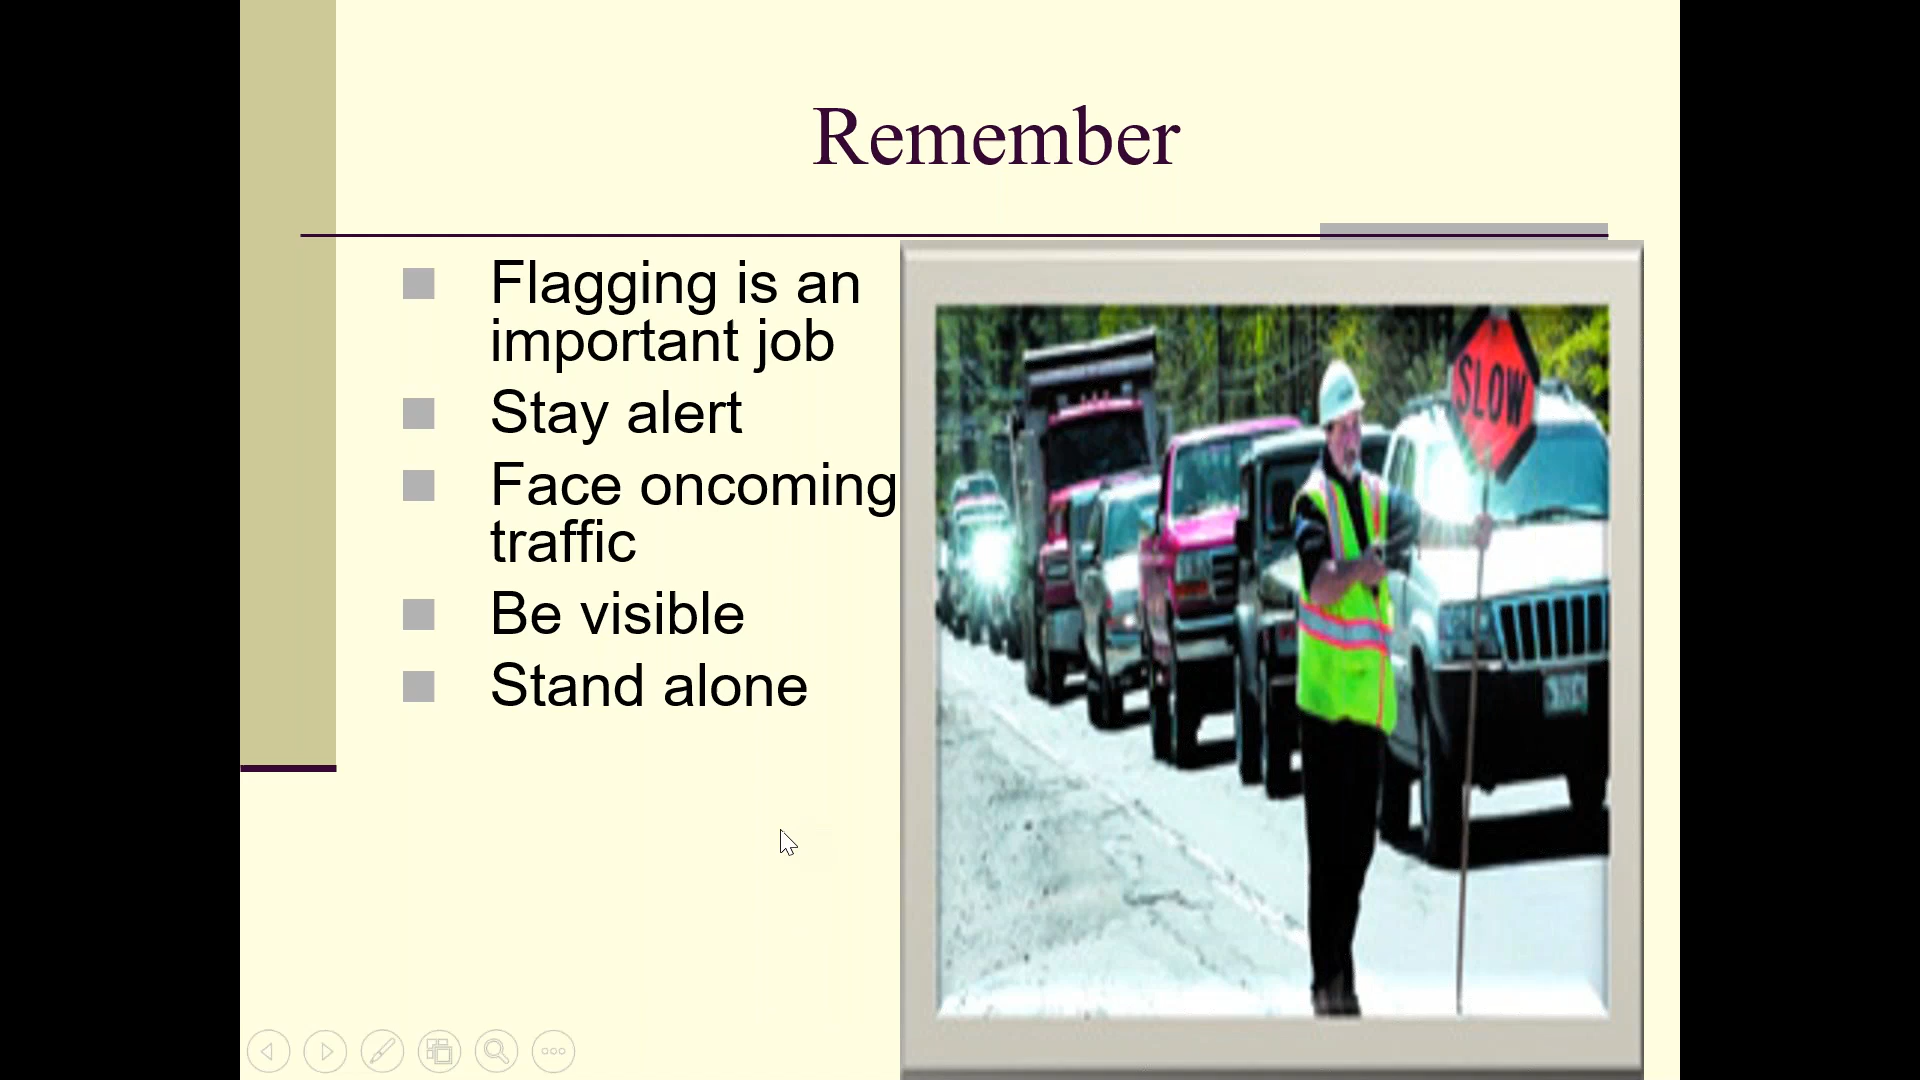 Remember
Flagging is an
important job
Stay alert
Face oncoming
traffic
Be visible
Stand alone
SLOW